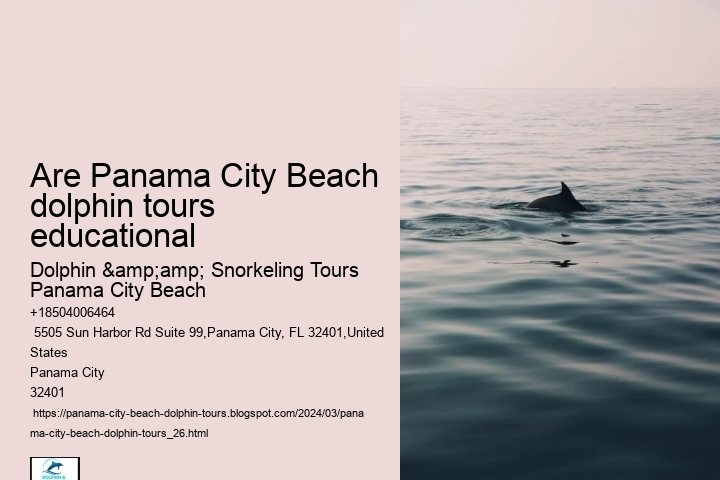 Are Panama City Beach
dolphin tours
educational
Dolphin &amp;amp; Snorkeling Tours
Panama City Beach
+18504006464
5505 Sun Harbor Rd Suite 99,Panama City, FL 32401,United
States
Panama City
32401
https://panama-city-beach-dolphin-tours.blogspot.com/2024/03/pana
ma-city-beach-dolphin-tours_26.html
DOLPHIN &